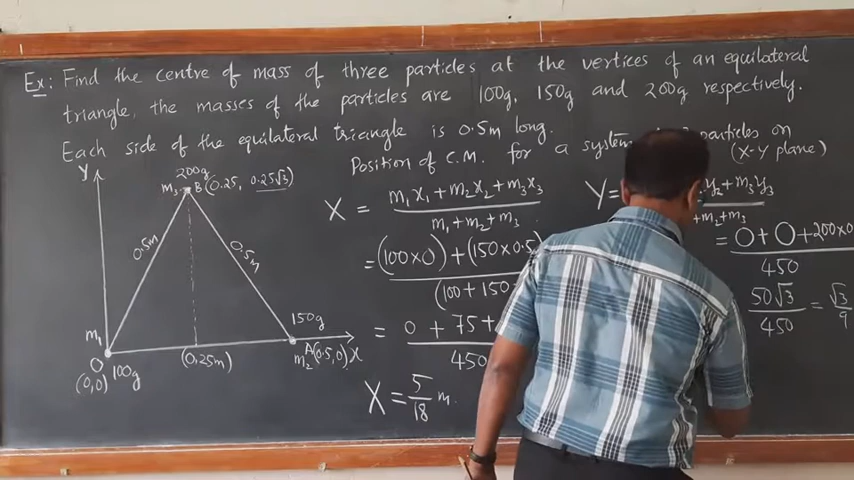 Ex: Find the centre of mass of three particles at the vertices of an equilateral
triangle, the masses of the particles are 100g, 150g and 200g, respectively.
Each side of the equilateral triangle is 0.5m long.
Position of C.M. for a system particles on
(X-Y plane)
Y
200g
m₃ B (0.25, 0.25√3)
0.5m
0.5m
m₁
O
(0,0) 100g
(0.25m)
150g
m₂ A(0.5,0) X
X = m₁x₁ + m₂x₂ + m₃x₃ / m₁ + m₂ + m₃
= (100×0) + (150×0.5
(100 + 150
= 0 + 75 +
450
X = 5/18 m.
Y =
y₂ + m₃y₃
+m₂+m₃
= 0 + 0 + 200×0
450
50√3 / 450 = √3/9